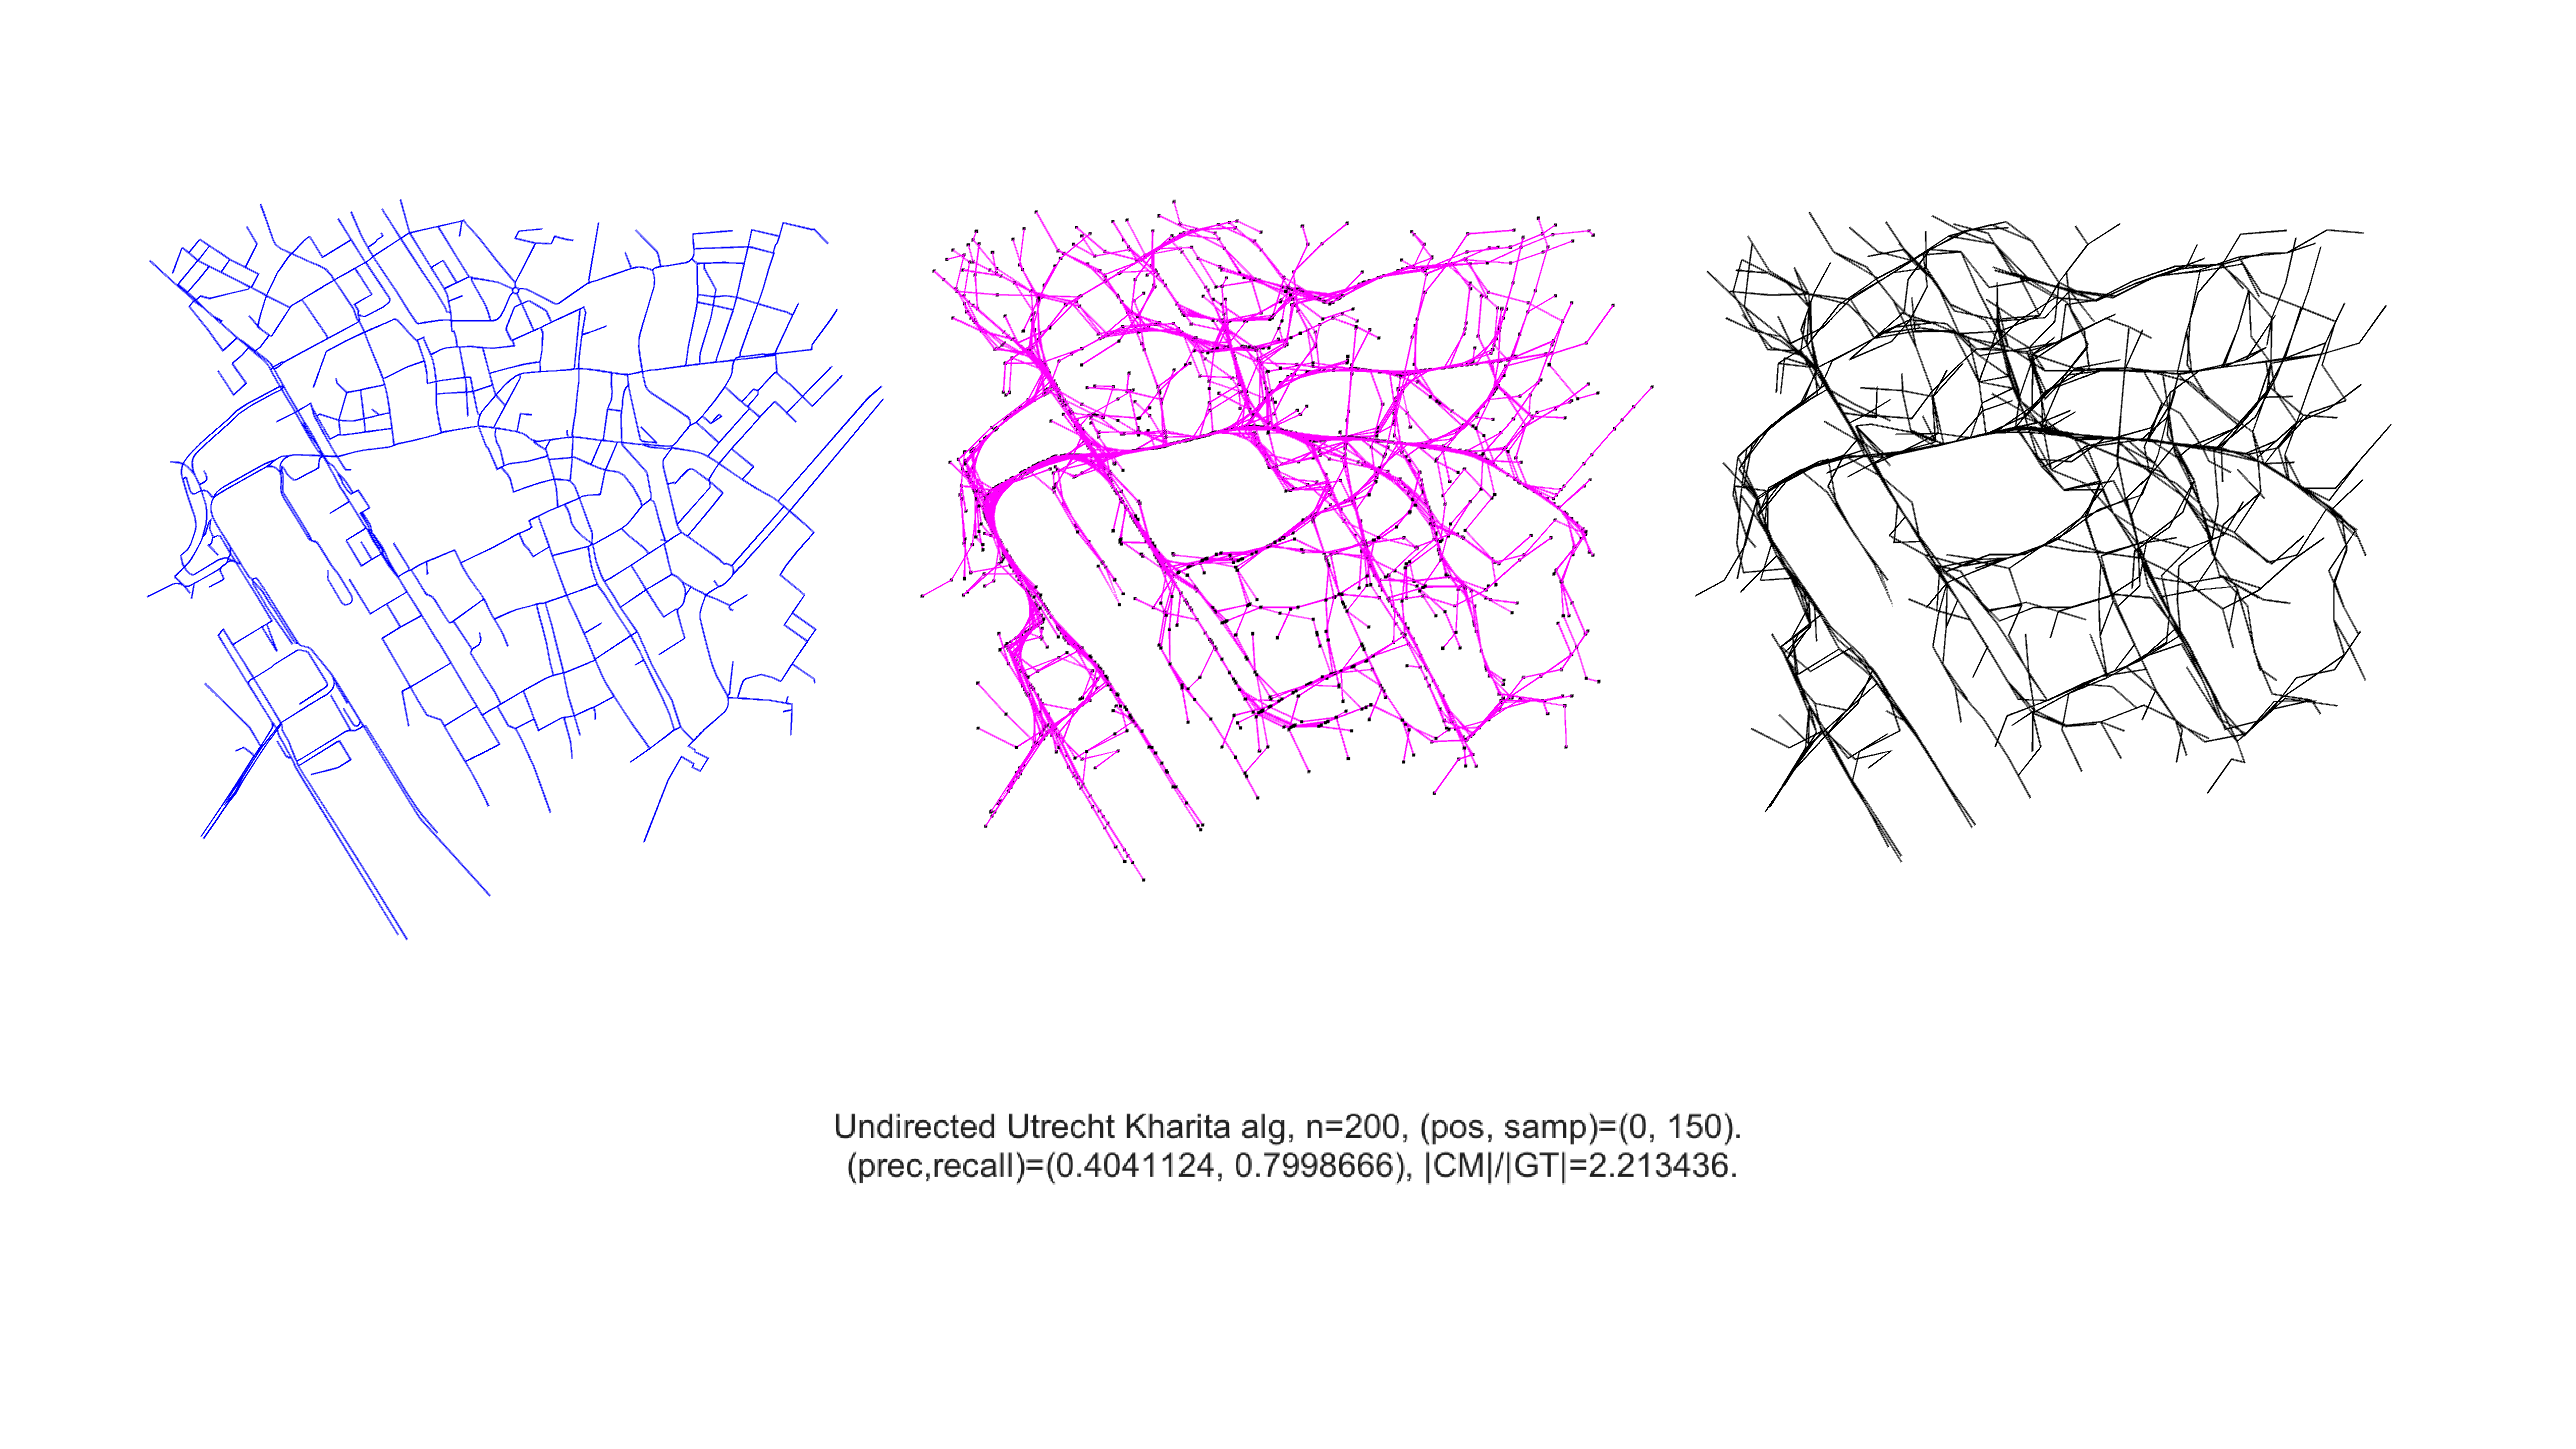 Undirected Utrecht Kharita alg, n=200, (pos, samp)=(0, 150).
(prec,recall)=(0.4041124, 0.7998666), |CM|/|GT|=2.213436.